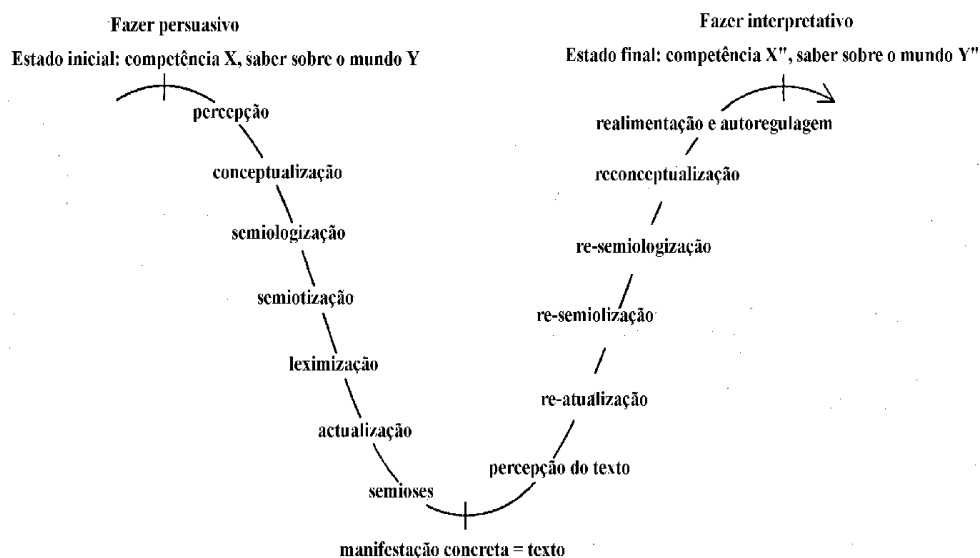 Fazer persuasivo
Estado inicial: competência X, saber sobre o mundo Y
percepção
conceptualização
semiologização
semiotização
leximização
actualização
semioses
manifestação concreta = texto
percepção do texto
re-atualização
re-semiolização
re-semiologização
reconceptualização
realimentação e autoregulagem
Fazer interpretativo
Estado final: competência X", saber sobre o mundo Y"